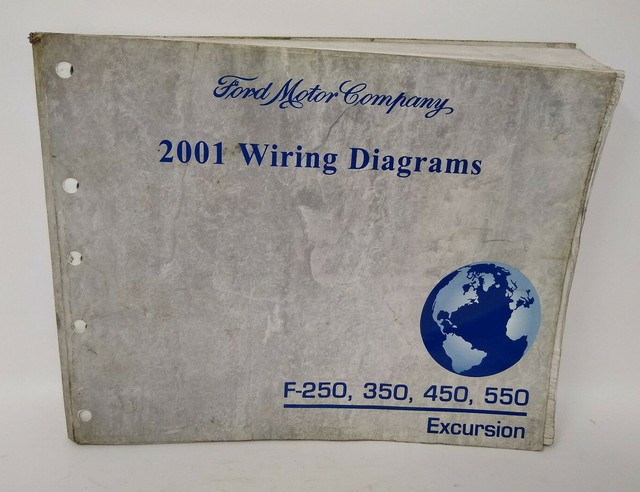 Ford Motor Company
2001 Wiring Diagrams
F-250, 350, 450, 550
Excursion